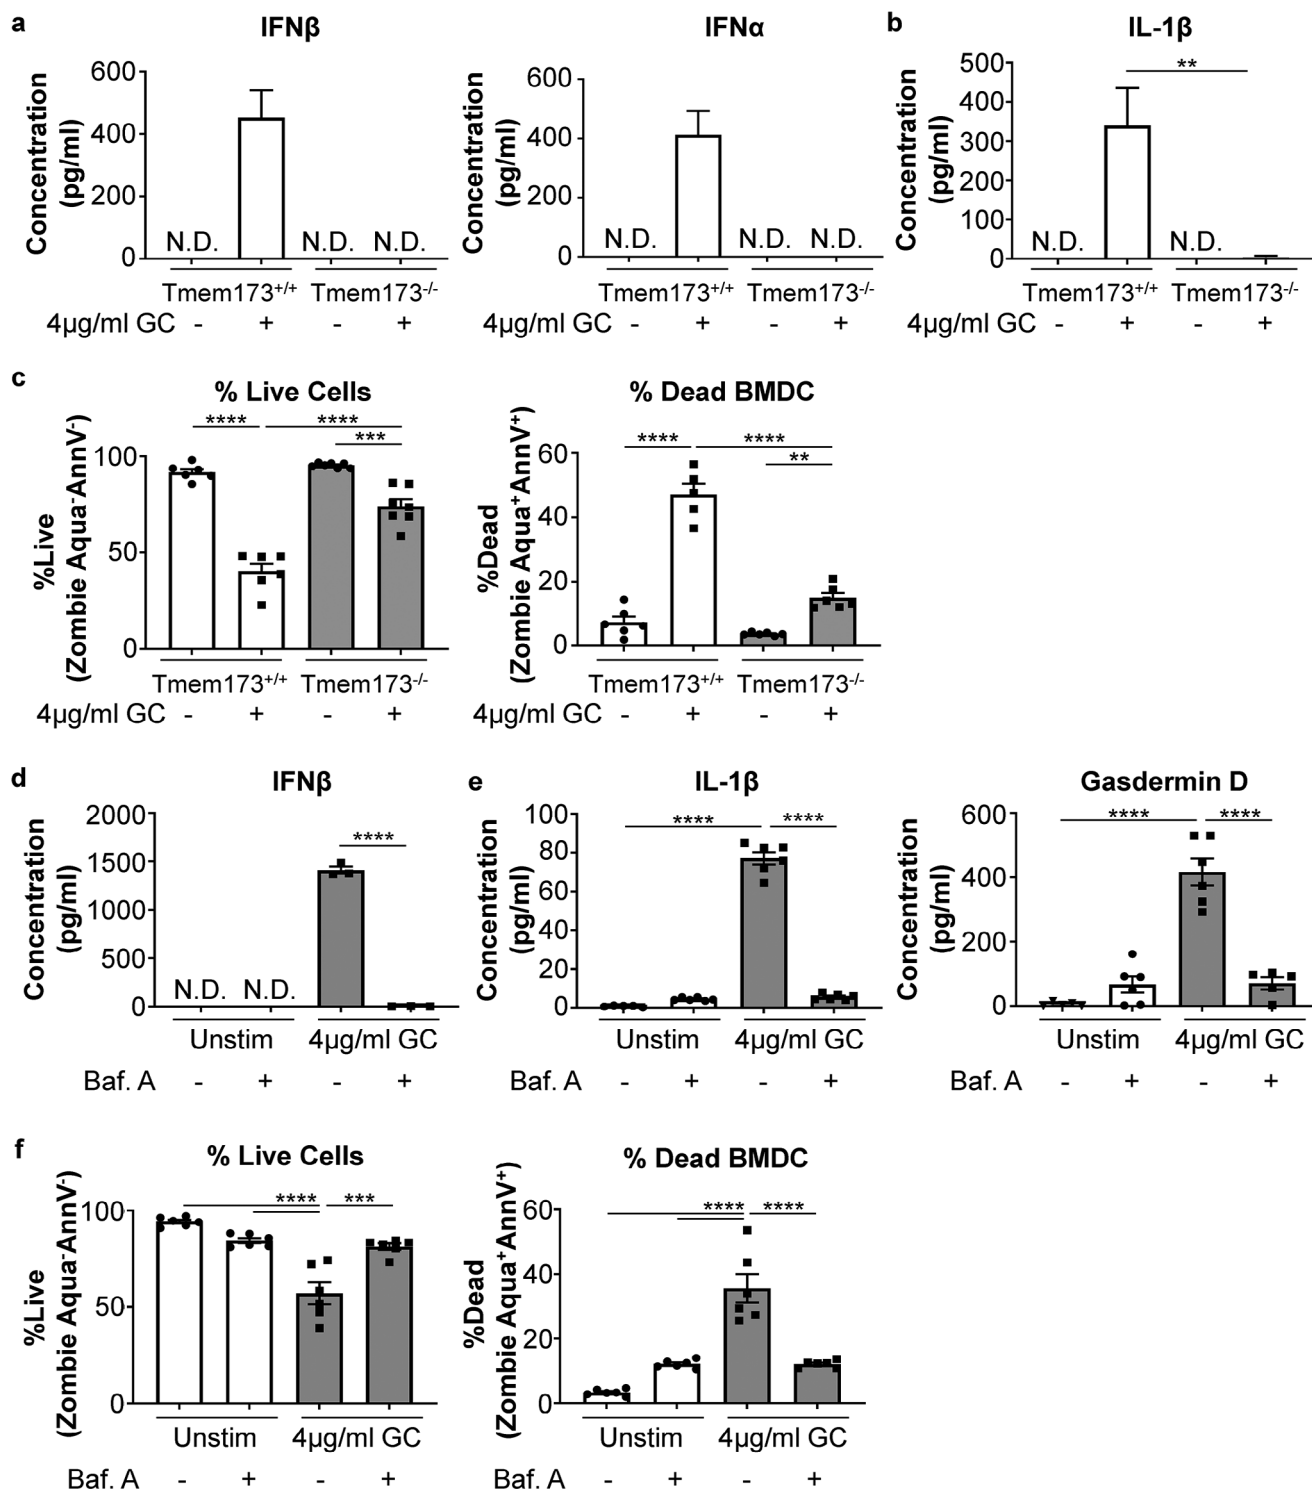 a
IFNβ
Concentration
(pg/ml)
600
400
200
0
N.D.
N.D.
N.D.
Tmem173+/+
Tmem173-/-
4µg/ml GC
-
+
-
+
IFNα
Concentration
(pg/ml)
600
400
200
0
N.D.
N.D.
N.D.
Tmem173+/+
Tmem173-/-
-
+
-
+
4µg/ml GC
b
IL-1β
Concentration
(pg/ml)
500
400
300
200
100
0
**
N.D.
N.D.
Tmem173+/+
Tmem173-/-
4µg/ml GC
-
+
-
+
c
% Live Cells
%Live
(Zombie Aqua-AnnV-)
100
50
0
****
****
***
Tmem173+/+
Tmem173-/-
4µg/ml GC
-
+
-
+
% Dead BMDC
%Dead
(Zombie Aqua+AnnV+)
60
40
20
0
****
****
**
Tmem173+/+
Tmem173-/-
4µg/ml GC
-
+
-
+
d
IFNβ
Concentration
(pg/ml)
2000
1500
1000
500
0
****
N.D.
N.D.
Unstim
4µg/ml GC
Baf. A
-
+
-
+
e
IL-1β
Concentration
(pg/ml)
100
80
60
40
20
0
****
****
Unstim
4µg/ml GC
Baf. A
-
+
-
+
Gasdermin D
Concentration
(pg/ml)
600
400
200
0
****
****
Unstim
4µg/ml GC
Baf. A
-
+
-
+
f
% Live Cells
%Live
(Zombie Aqua-AnnV-)
100
50
0
****
***
Unstim
4µg/ml GC
Baf. A
-
+
-
+
% Dead BMDC
%Dead
(Zombie Aqua+AnnV+)
60
40
20
0
****
****
Unstim
4µg/ml GC
Baf. A
-
+
-
+